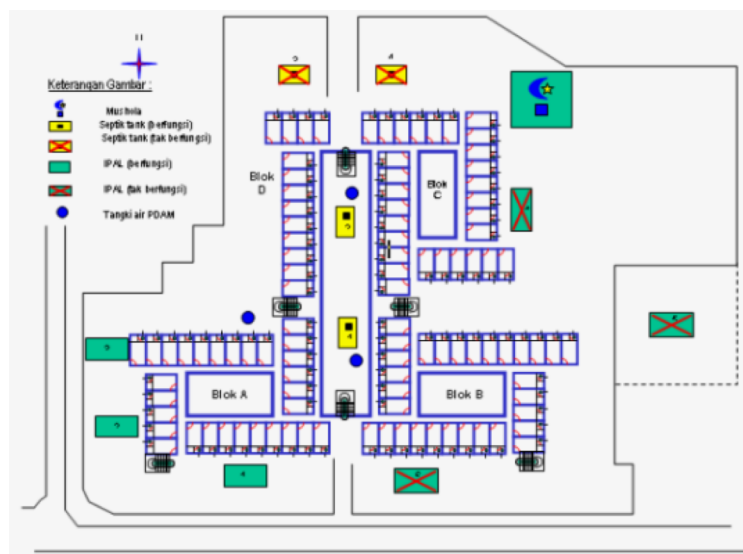 Keterangan Gambar :
Mushola
Septik tank (berfungsi)
Septik tank (tak berfungsi)
IPAL (berfungsi)
IPAL (tak berfungsi)
Tangki air PDAM
Blok
D
Blok
C
Blok A
Blok B